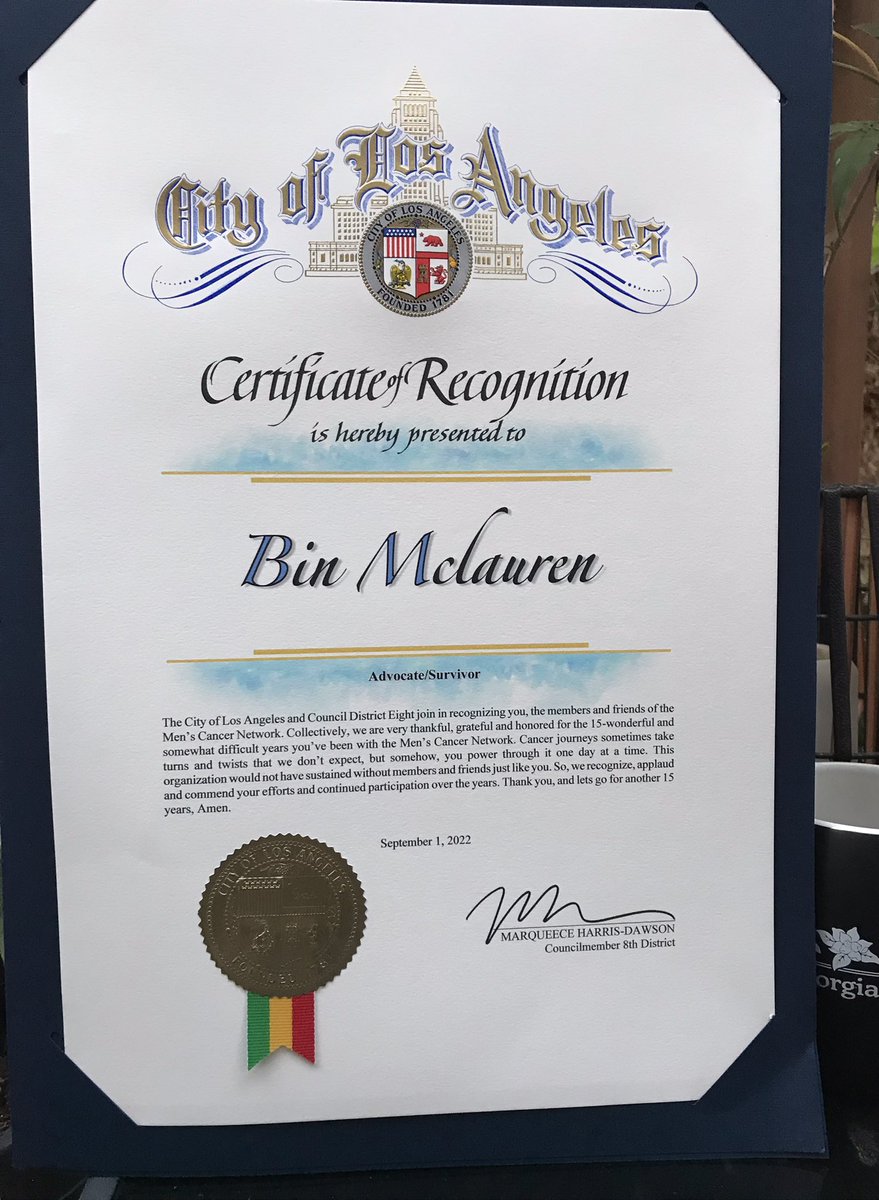 City of Los Angeles
CITY OF LOS ANGELES
FOUNDED 1781
Certificate of Recognition
is hereby presented to
Bin Mclauren
Advocate/Survivor
The City of Los Angeles and Council District Eight join in recognizing you, the members and friends of the
Men's Cancer Network. Collectively, we are very thankful, grateful and honored for the 15-wonderful and
somewhat difficult years you've been with the Men's Cancer Network. Cancer journeys sometimes take
turns and twists that we don't expect, but somehow, you power through it one day at a time. This
organization would not have sustained without members and friends just like you. So, we recognize, applaud
and commend your efforts and continued participation over the years. Thank you, and lets go for another 15
years, Amen.
September 1, 2022
CITY OF LOS ANGELES
FOUNDED
MARQUEECE HARRIS-DAWSON
Councilmember 8th District
orgia